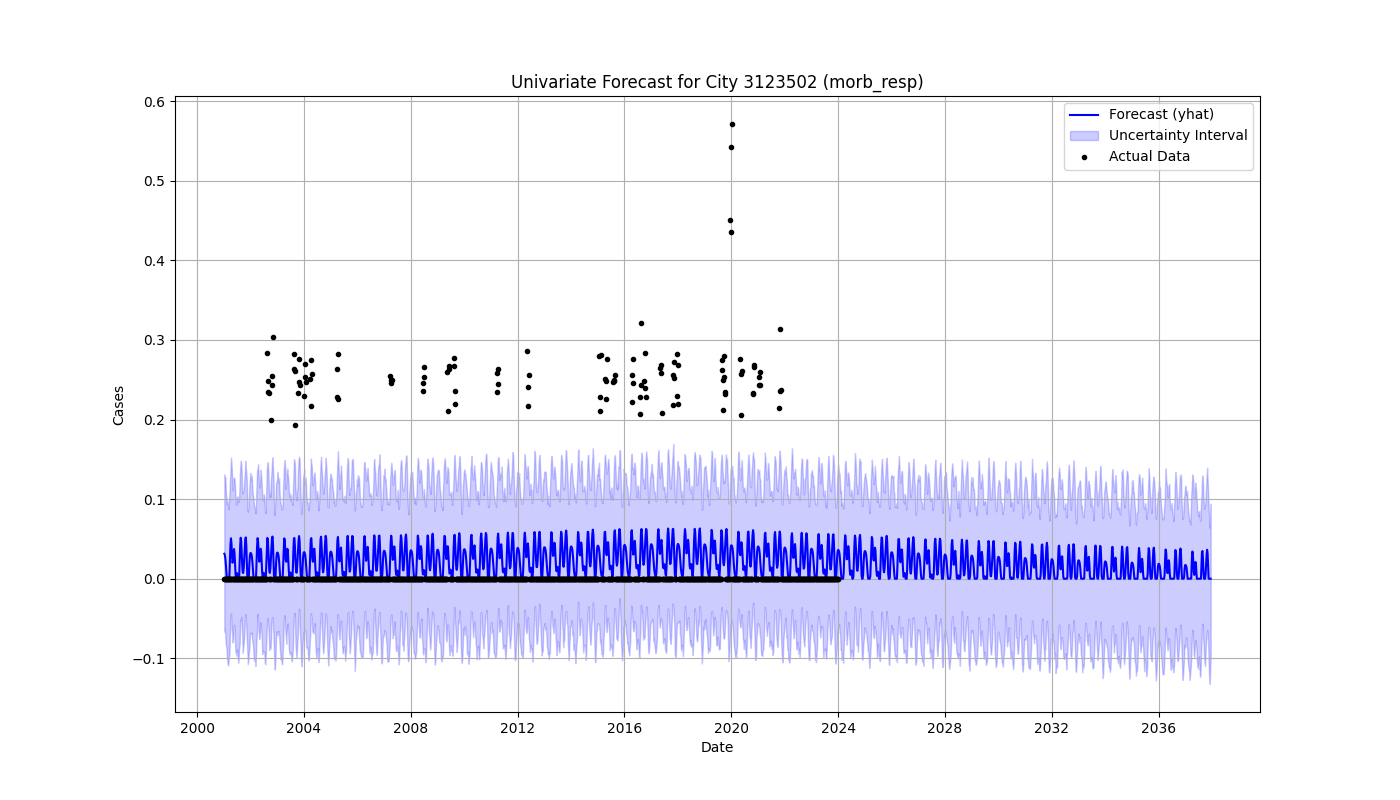 Univariate Forecast for City 3123502 (morb_resp)
Forecast (yhat)
Uncertainty Interval
Actual Data
0.6
0.5
0.4
0.3
0.2
0.1
0.0
−0.1
Cases
2000 2004 2008 2012 2016 2020 2024 2028 2032 2036
Date